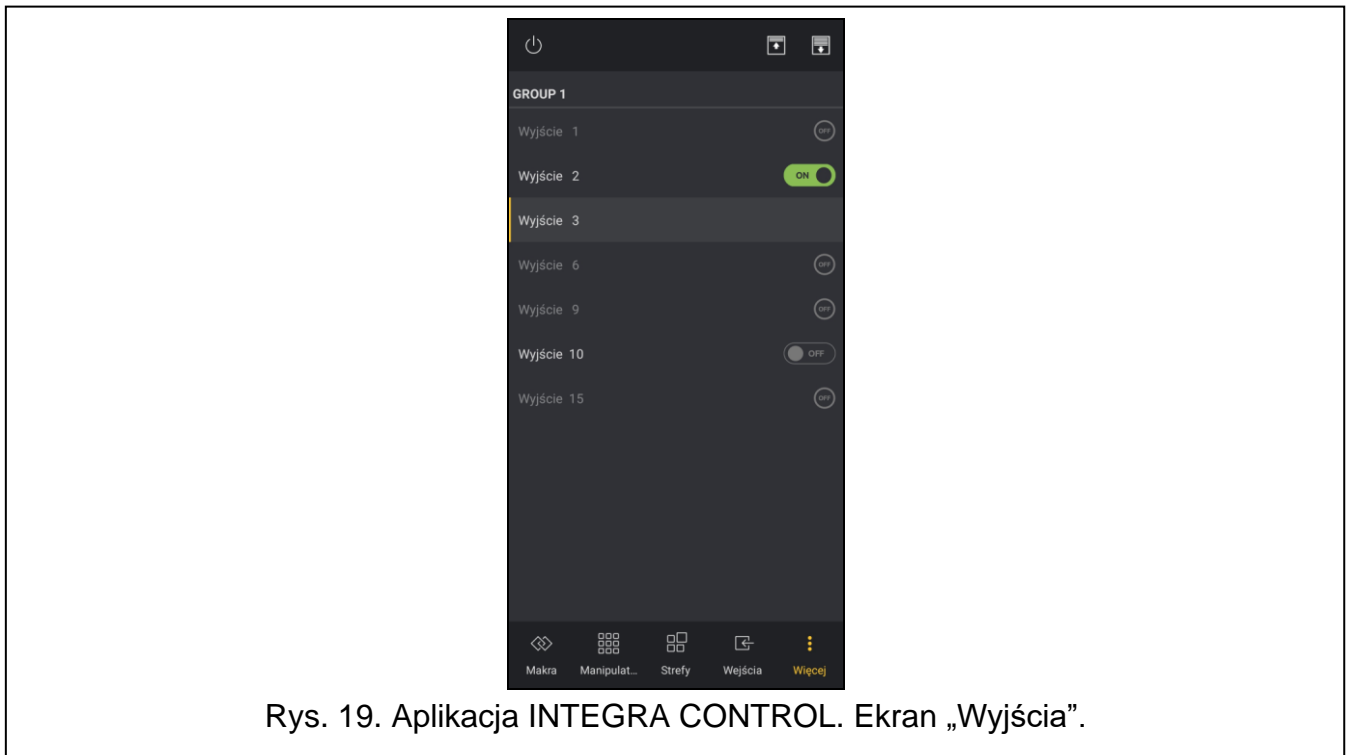 GROUP 1
Wyjście 1 OFF
Wyjście 2 ON
Wyjście 3
Wyjście 6 OFF
Wyjście 9 OFF
Wyjście 10 OFF
Wyjście 15 OFF
Makra Manipulat... Strefy Wejścia Więcej
Rys. 19. Aplikacja INTEGRA CONTROL. Ekran „Wyjścia”.